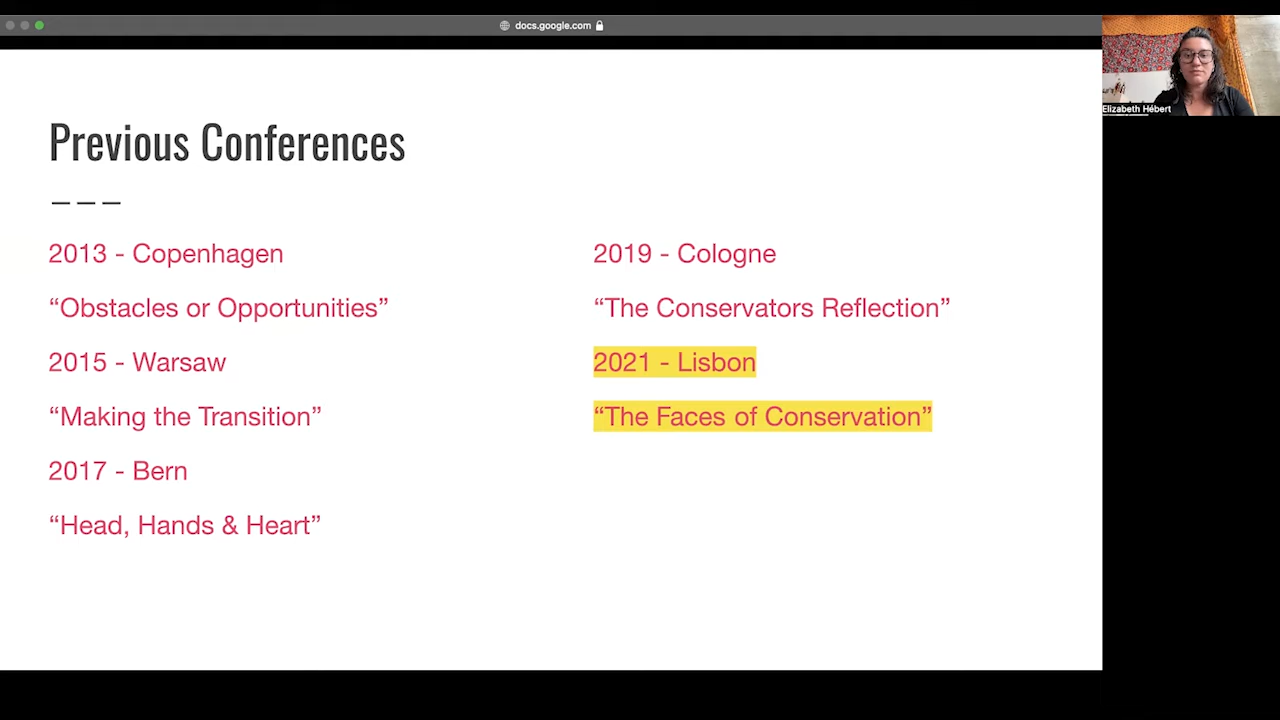 docs.google.com
Elizabeth Hébert
Previous Conferences
2013 - Copenhagen
“Obstacles or Opportunities”
2015 - Warsaw
“Making the Transition”
2017 - Bern
“Head, Hands & Heart”
2019 - Cologne
“The Conservators Reflection”
2021 - Lisbon
“The Faces of Conservation”